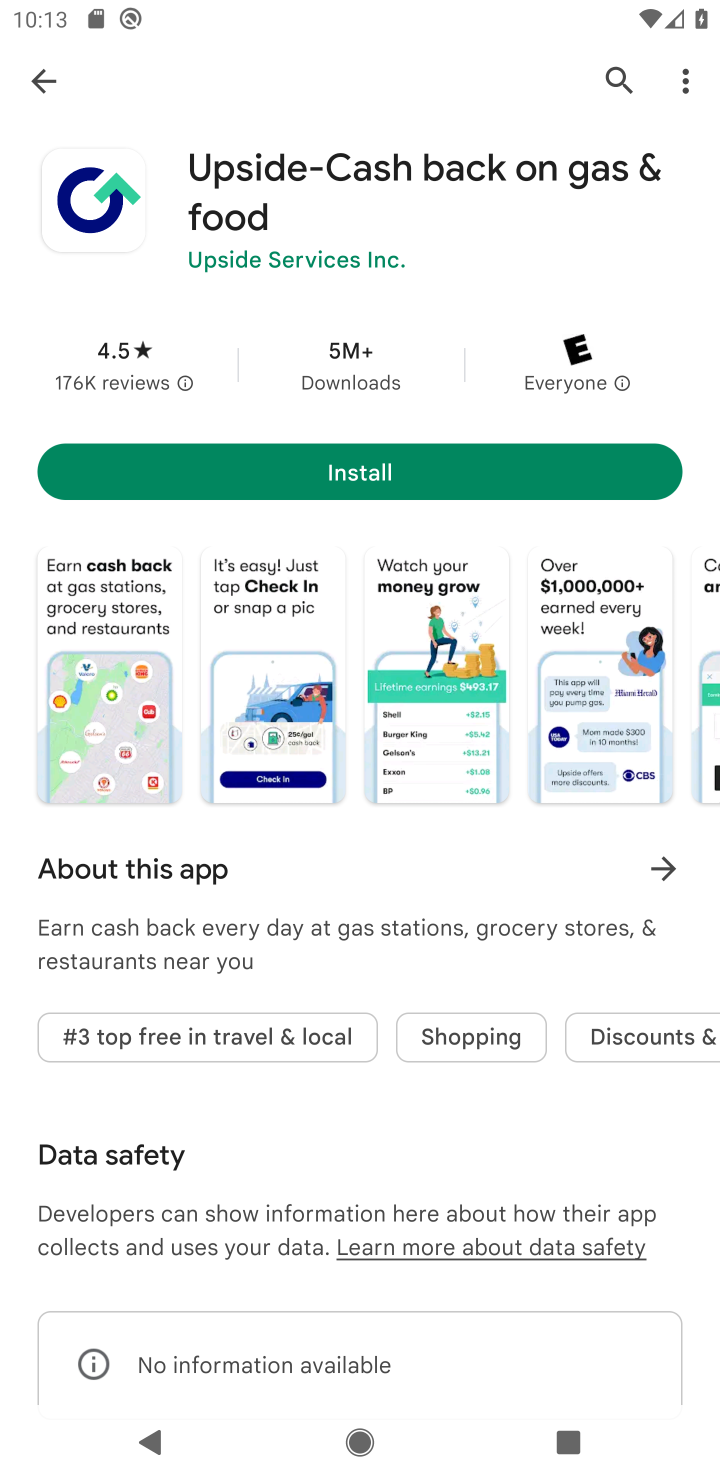 10:13
Upside-Cash back on gas &
food
Upside Services Inc.
4.5★
176K reviews
5M+
Downloads
E
Everyone
Install
Earn cash back
at gas stations,
grocery stores,
and restaurants
It's easy! Just
tap Check In
or snap a pic
25¢/gal
cash back
Check In
Watch your
money grow
Lifetime earnings $493.17
Shell +$2.15
Burger King +$5.42
Gelson's +$13.21
Exxon +$1.08
BP +$0.96
Over
$1,000,000+
earned every
week!
This app will
pay every time
you pump gas.
Miami Herald
USA TODAY
Mom made $300
in 10 months!
Upside offers
more discounts.
CBS
About this app
Earn cash back every day at gas stations, grocery stores, &
restaurants near you
#3 top free in travel & local
Shopping
Discounts &
Data safety
Developers can show information here about how their app
collects and uses your data. Learn more about data safety
No information available